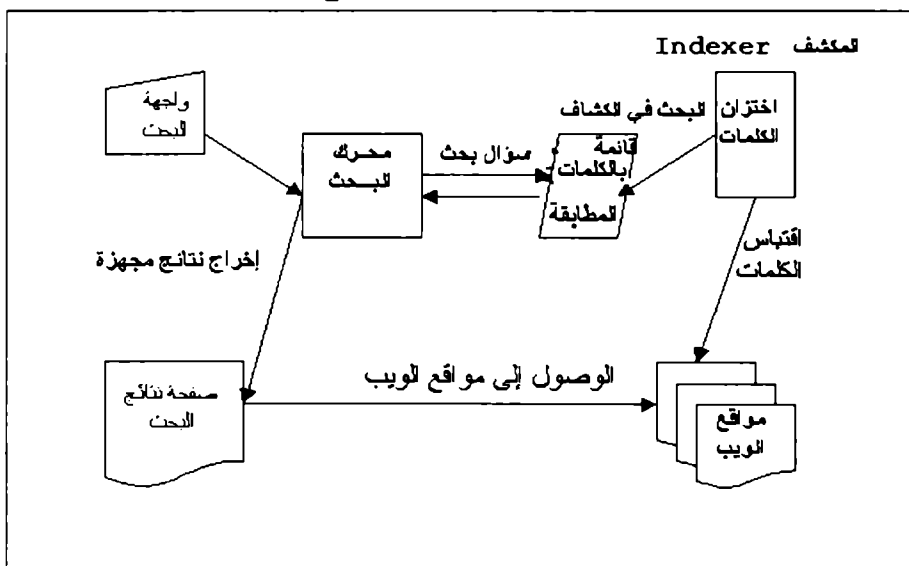 المكشف Indexer
واجهة
البحث
البحث في الكشاف
اختزان
الكلمات
محرك
البحث
سؤال بحث
قائمة
بالكلمات
المطابقة
اقتباس
الكلمات
إخراج نتائج مجهزة
صفحة نتائج
البحث
الوصول إلى مواقع الويب
مواقع
الويب